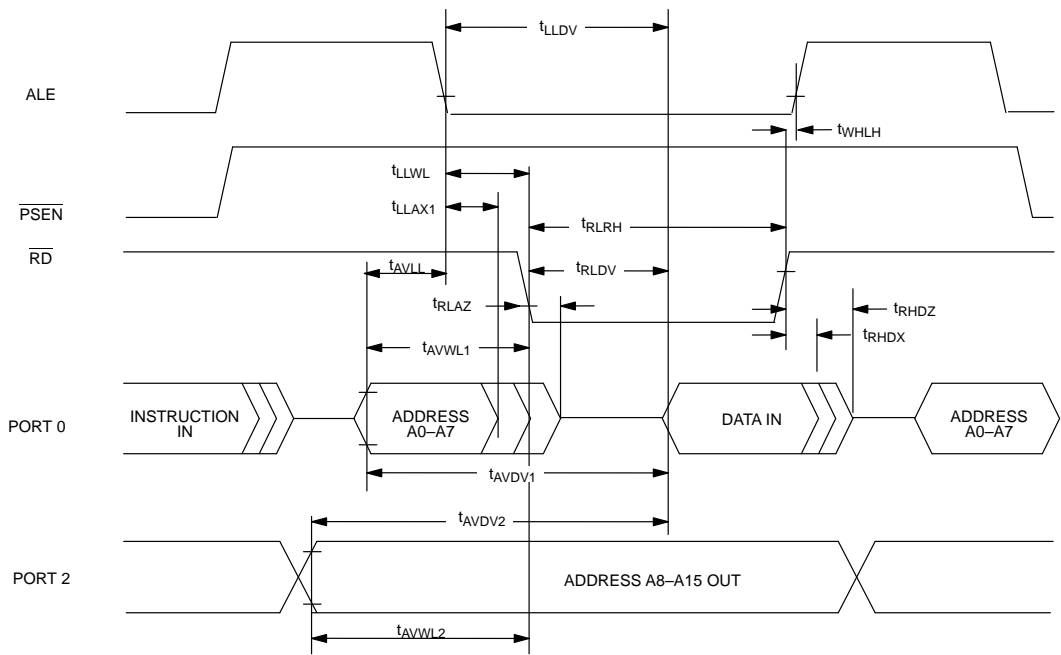 tLLDV
ALE
tWHLH
tLLWL
tLLAX1
PSEN
tRLRH
RD
tAVLL
tRLDV
tRLAZ
tRHDZ
tRHDX
tAVWL1
PORT 0
INSTRUCTION
IN
ADDRESS
A0–A7
DATA IN
ADDRESS
A0–A7
tAVDV1
tAVDV2
PORT 2
ADDRESS A8–A15 OUT
tAVWL2